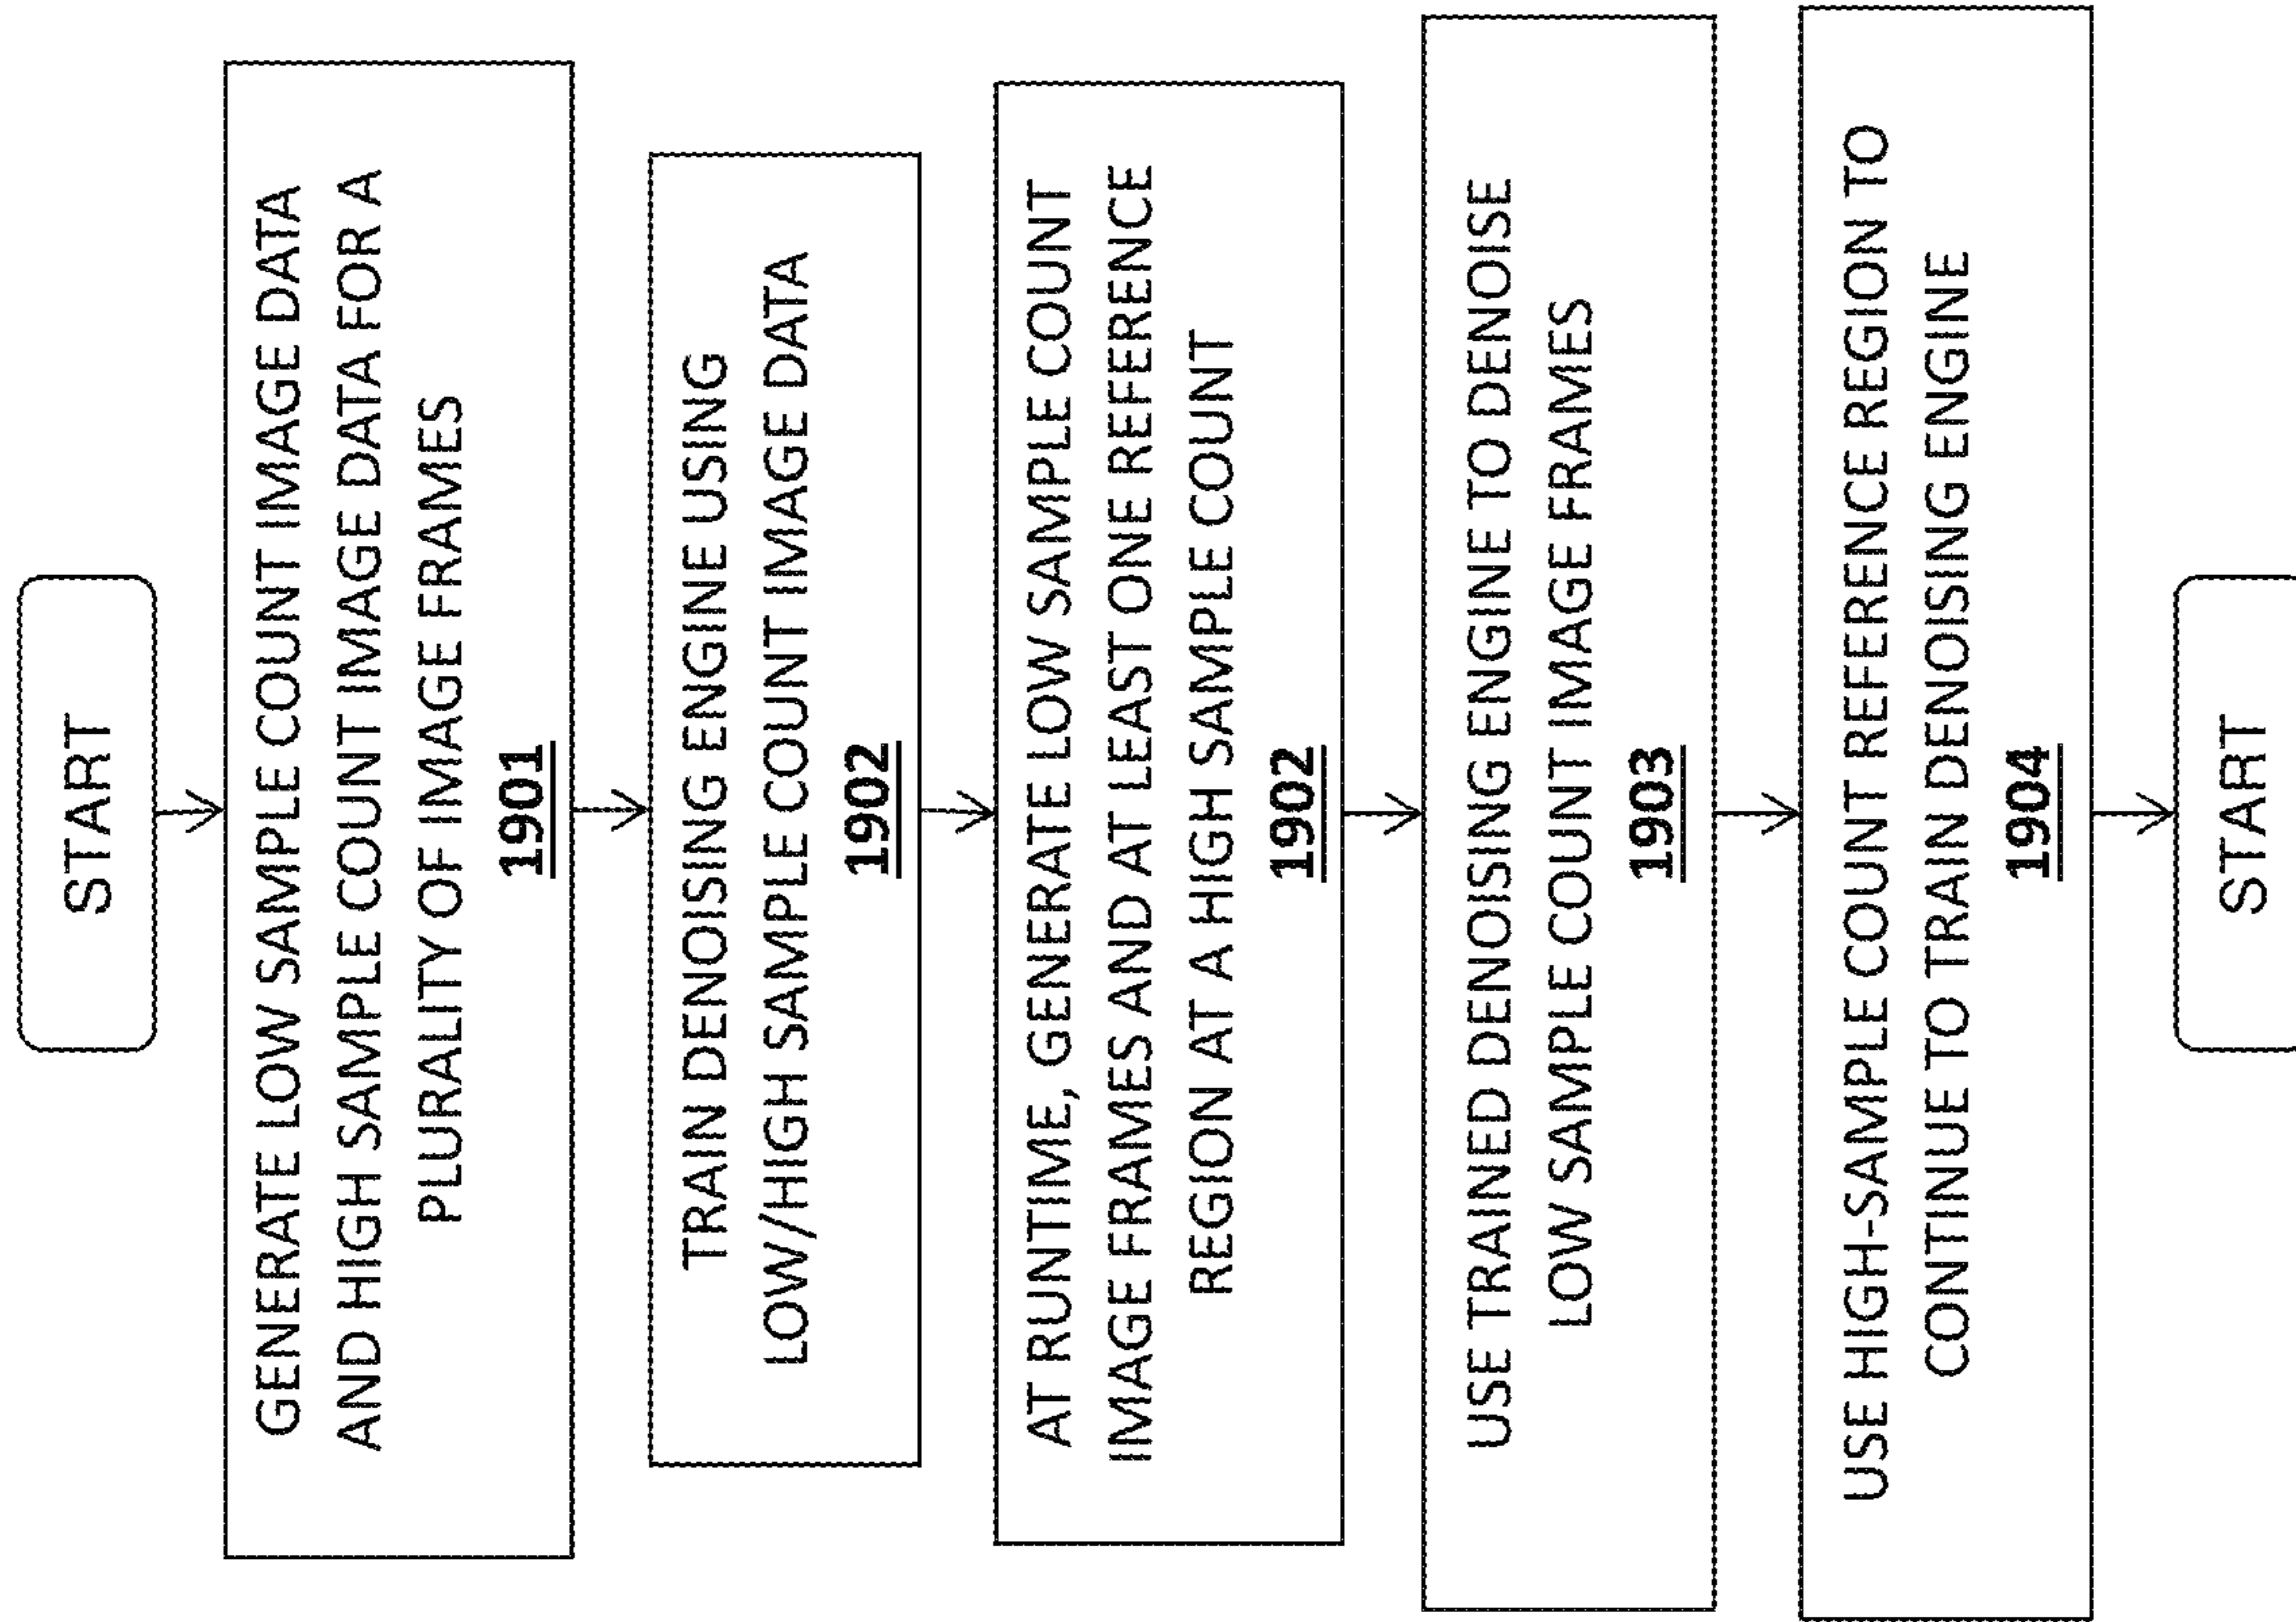 START
GENERATE LOW SAMPLE COUNT IMAGE DATA
AND HIGH SAMPLE COUNT IMAGE DATA FOR A
PLURALITY OF IMAGE FRAMES
1901
TRAIN DENOISING ENGINE USING
LOW/HIGH SAMPLE COUNT IMAGE DATA
1902
AT RUNTIME, GENERATE LOW SAMPLE COUNT
IMAGE FRAMES AND AT LEAST ONE REFERENCE
REGION AT A HIGH SAMPLE COUNT
1902
USE TRAINED DENOISING ENGINE TO DENOISE
LOW SAMPLE COUNT IMAGE FRAMES
1903
USE HIGH-SAMPLE COUNT REFERENCE REGION TO
CONTINUE TO TRAIN DENOISING ENGINE
1904
START